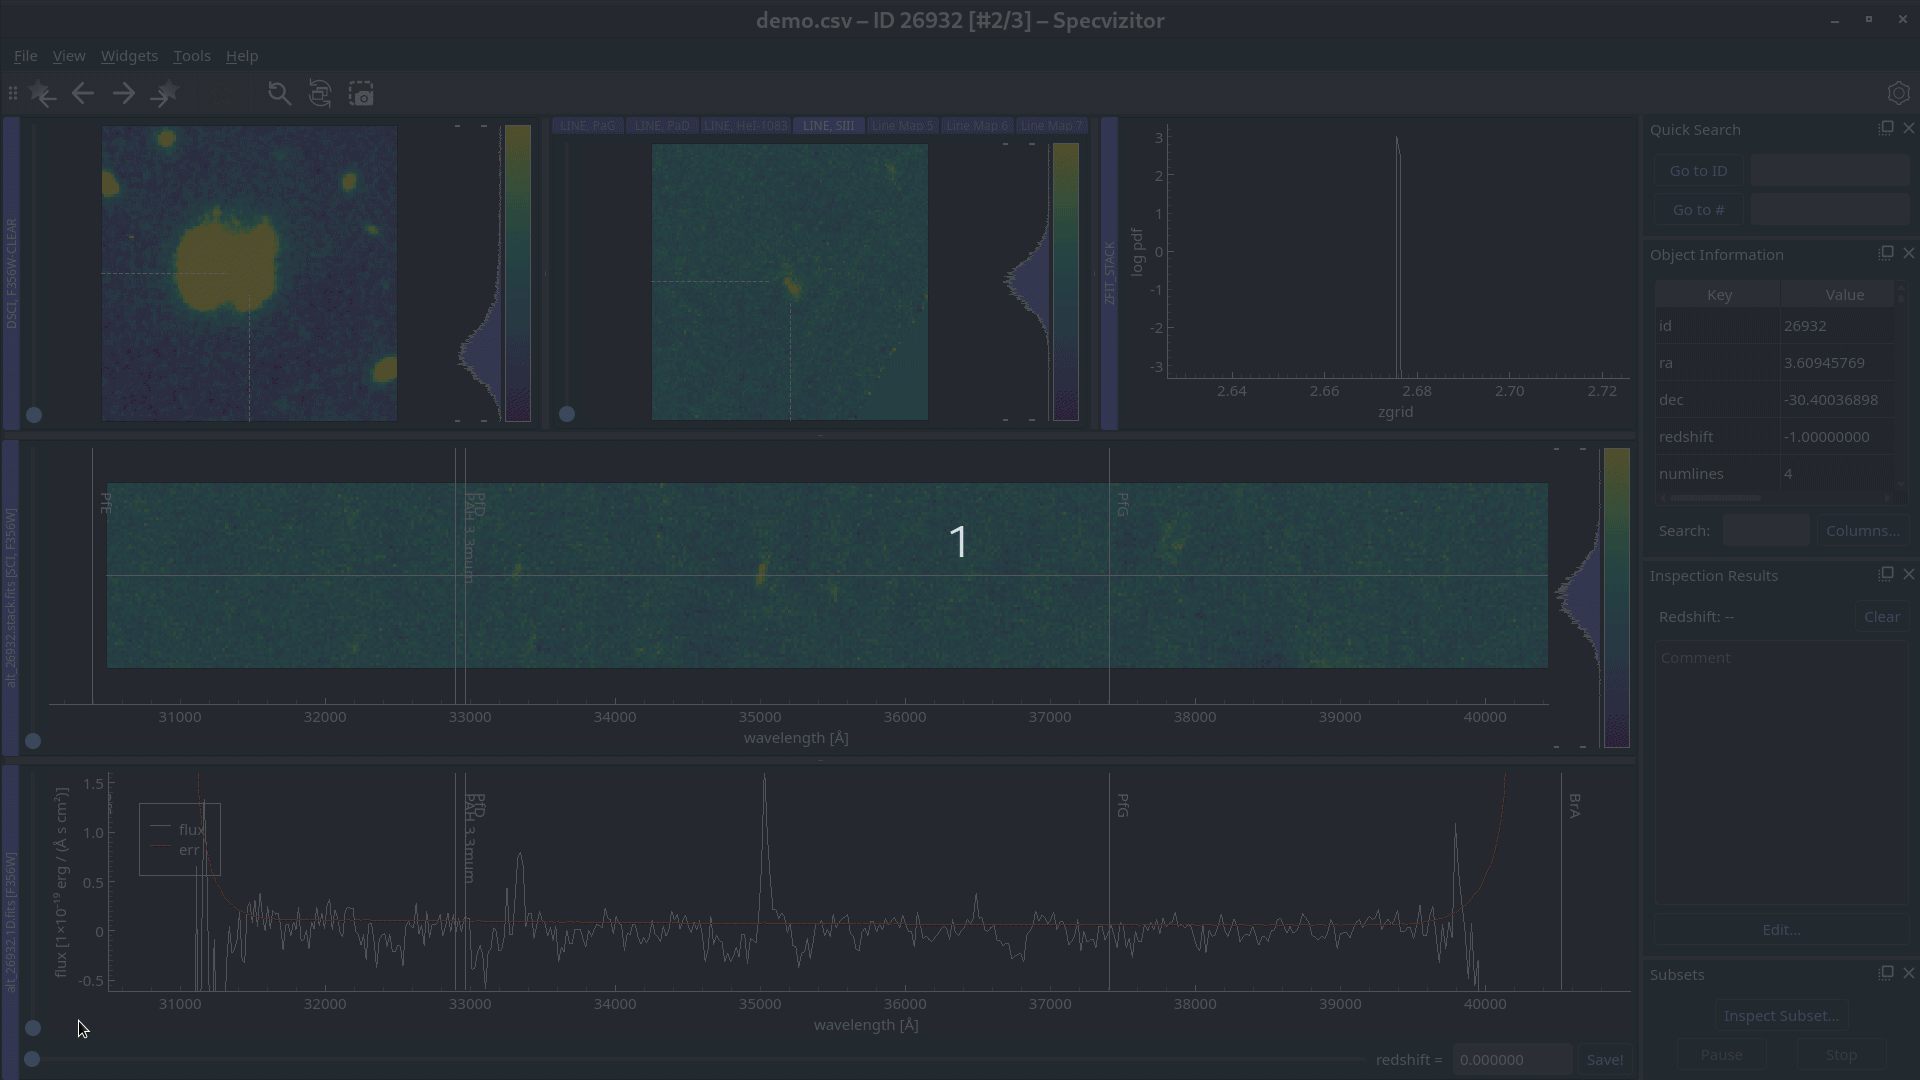 demo.csv – ID 26932 [#2/3] – Specvizitor
File View Widgets Tools Help
DSCI, F356W-CLEAR
LINE, PaG
LINE, PaD
LINE, HeI-1083
LINE, SIII
Line Map 5
Line Map 6
Line Map 7
ZFIT_STACK
log pdf
3
2
1
0
-1
-2
-3
2.64 2.66 2.68 2.70 2.72
zgrid
Quick Search
Go to ID
Go to #
Object Information
Key Value
id 26932
ra 3.60945769
dec -30.40036898
redshift -1.00000000
numlines 4
Search: Columns...
Inspection Results
Redshift: -- Clear
Comment
Edit...
Subsets
Inspect Subset...
Pause Stop
alt_26932.stack.fits [SCI, F356W]
PfE
PAH 3.3mum
PfD
PfG
1
31000 32000 33000 34000 35000 36000 37000 38000 39000 40000
wavelength [Å]
alt_26932.1D.fits [F356W]
flux [1×10⁻¹⁹ erg / (Å s cm²)]
1.5
1.0
0.5
0
-0.5
flux
err
PAH 3.3mum
PfD
PfG
BrA
31000 32000 33000 34000 35000 36000 37000 38000 39000 40000
wavelength [Å]
redshift = 0.000000 Save!